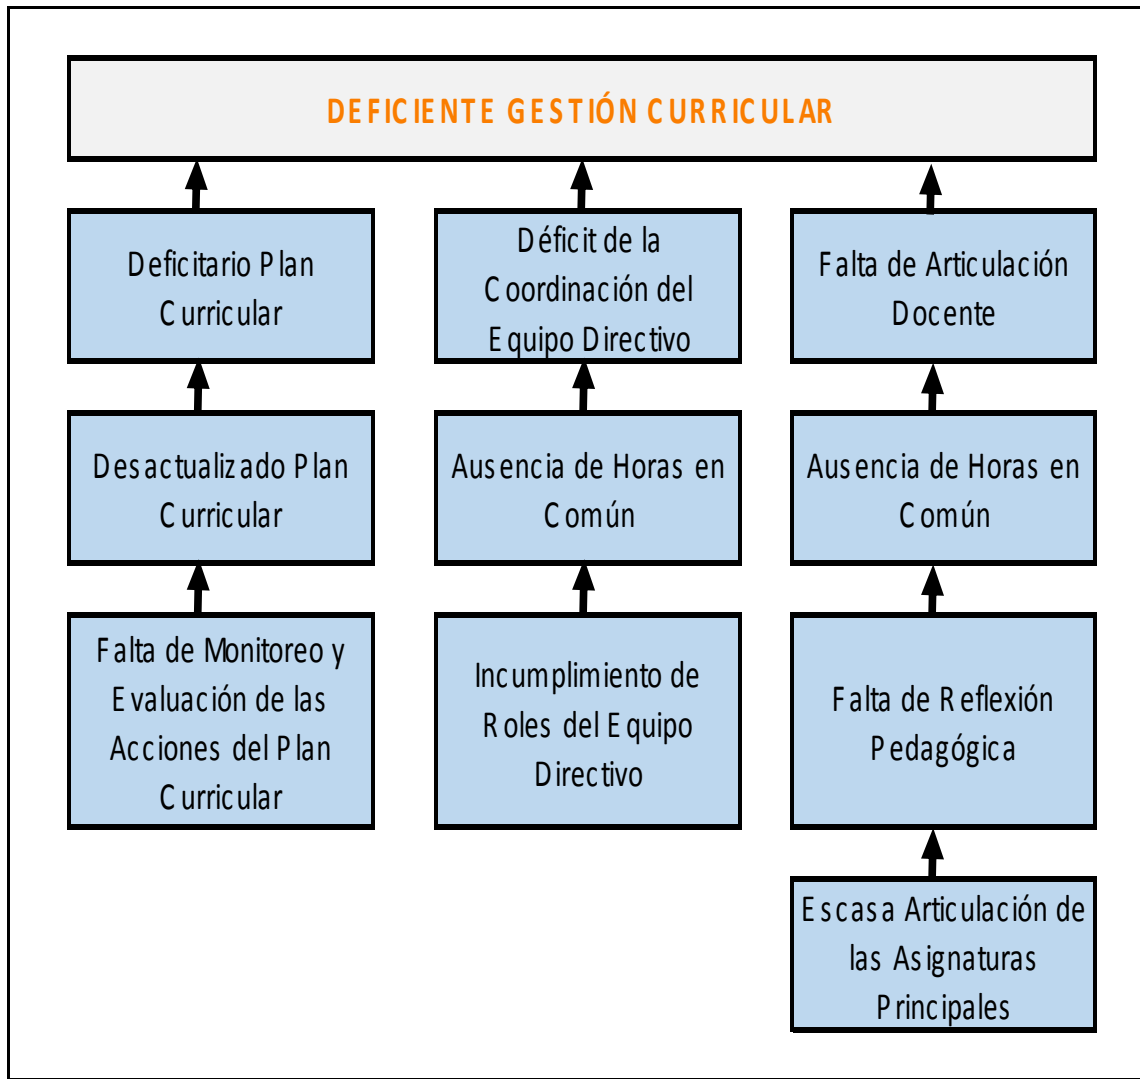 DEFICIENTE GESTIÓN CURRICULAR
Deficitario Plan
Curricular
Déficit de la
Coordinación del
Equipo Directivo
Falta de Articulación
Docente
Desactualizado Plan
Curricular
Ausencia de Horas en
Común
Ausencia de Horas en
Común
Falta de Monitoreo y
Evaluación de las
Acciones del Plan
Curricular
Incumplimiento de
Roles del Equipo
Directivo
Falta de Reflexión
Pedagógica
Escasa Articulación de
las Asignaturas
Principales